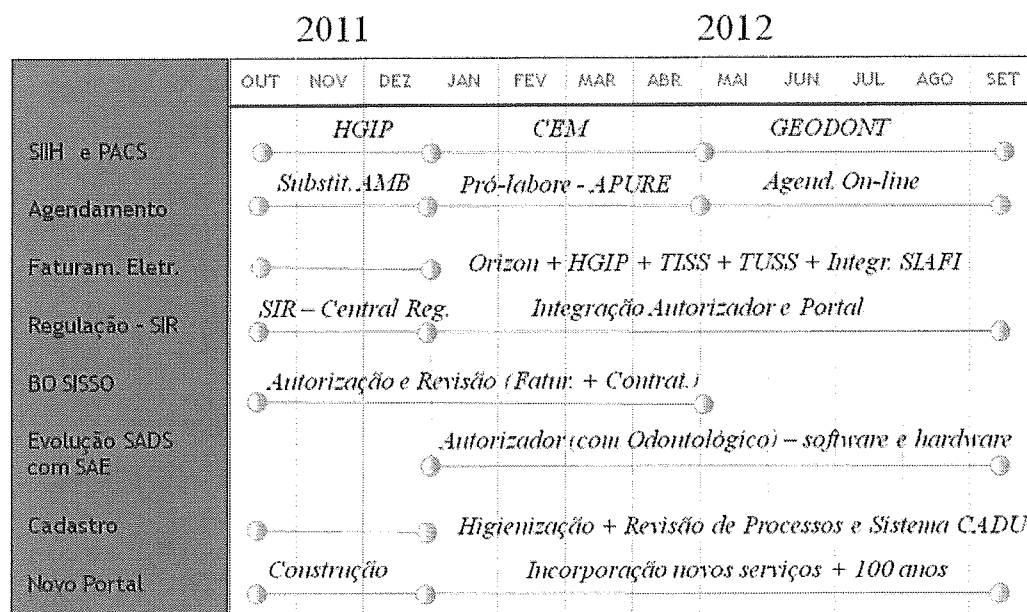 2011 2012
OUT NOV DEZ JAN FEV MAR ABR MAI JUN JUL AGO SET
HGIP CEM GEODONT
SIIH e PACS
Substit. AMB Pró-labore - APURE Agend. On-line
Agendamento
Faturam. Eletr. Orizon + HGIP + TISS + TUSS + Integr. SIAFI
SIR – Central Reg. Integração Autorizador e Portal
Regulação - SIR
BO SISSO Autorização e Revisão (Fatur. + Contrat.)
Evolução SADS Autorizador (com Odontológico) – software e hardware
com SAE
Cadastro Higienização + Revisão de Processos e Sistema CADU
Construção Incorporação novos serviços + 100 anos
Novo Portal